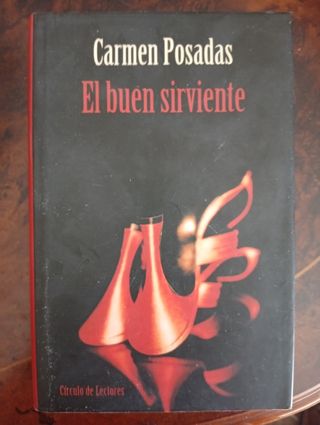 Carmen Posadas
El buen sirviente
Círculo de Lectores